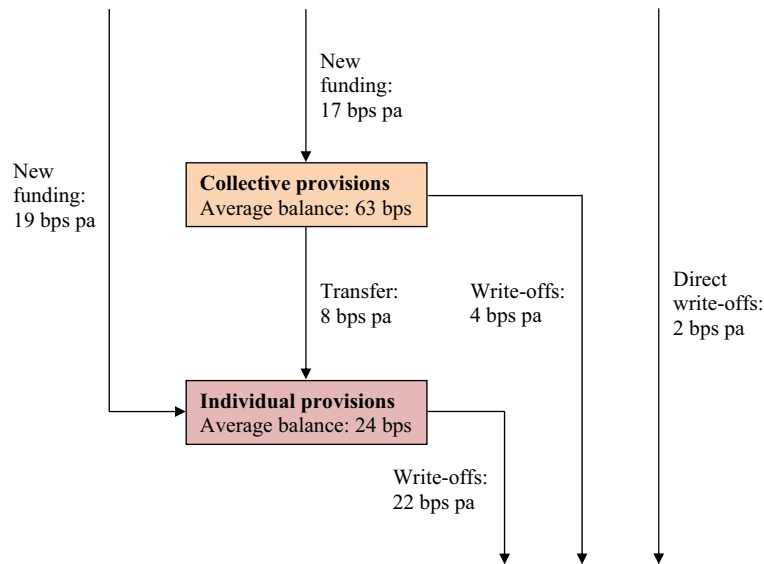 New
funding:
17 bps pa
New
funding:
19 bps pa
Collective provisions
Average balance: 63 bps
Transfer:
8 bps pa
Write-offs:
4 bps pa
Direct
write-offs:
2 bps pa
Individual provisions
Average balance: 24 bps
Write-offs:
22 bps pa